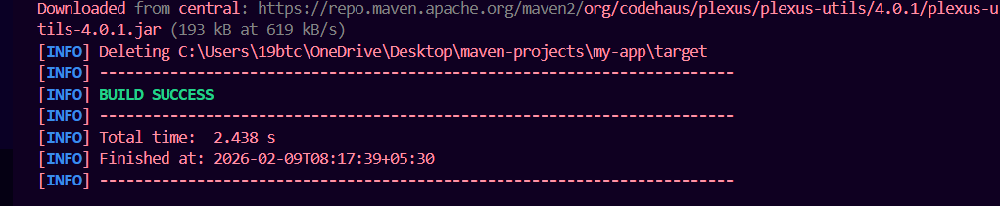 Downloaded from central: https://repo.maven.apache.org/maven2/org/codehaus/plexus/plexus-utils/4.0.1/plexus-u
tils-4.0.1.jar (193 kB at 619 kB/s)
[INFO] Deleting C:\Users\19btc\OneDrive\Desktop\maven-projects\my-app\target
[INFO] ------------------------------------------------------------------------
[INFO] BUILD SUCCESS
[INFO] ------------------------------------------------------------------------
[INFO] Total time:  2.438 s
[INFO] Finished at: 2026-02-09T08:17:39+05:30
[INFO] ------------------------------------------------------------------------